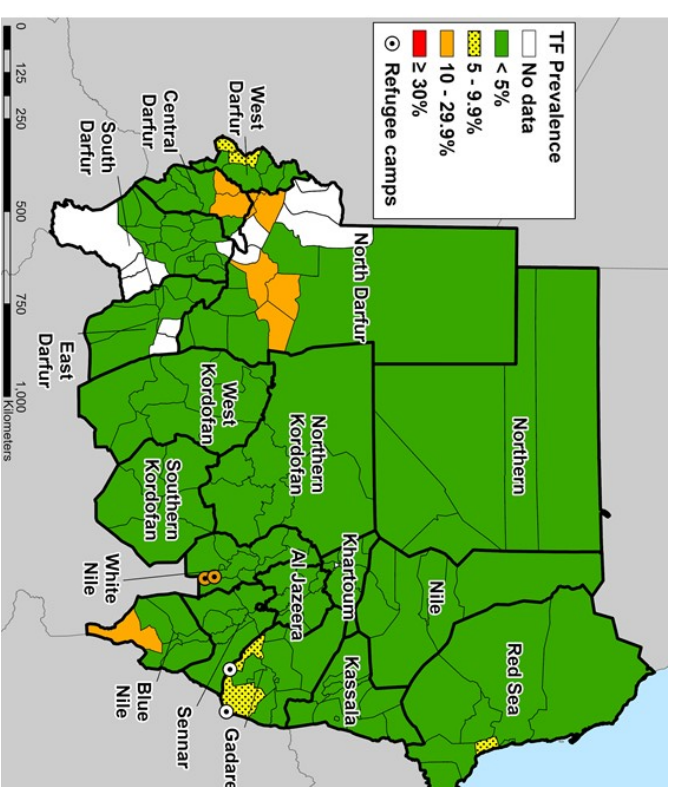 TF Prevalence
No data
< 5%
5 - 9.9%
10 - 29.9%
≥ 30%
Refugee camps
Northern
Red Sea
Nile
North Darfur
Northern
Kordofan
Khartoum
Kassala
Al Jazeera
West
Darfur
Central
Darfur
South
Darfur
East
Darfur
West
Kordofan
Southern
Kordofan
White
Nile
Blue
Nile
Sennar
Gadare
0
125
250
500
750
1,000
Kilometers